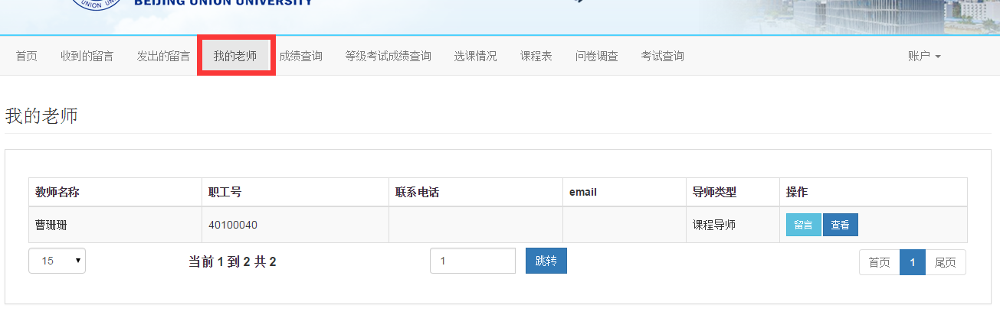 UNION UNIV
BEIJING UNION UNIVERSITY
首页 收到的留言 发出的留言 我的老师 成绩查询 等级考试成绩查询 选课情况 课程表 问卷调查 考试查询 账户
我的老师
教师名称 职工号 联系电话 email 导师类型 操作
曹珊珊 40100040 课程导师 留言 查看
15 当前 1 到 2 共 2 1 跳转 首页 1 尾页